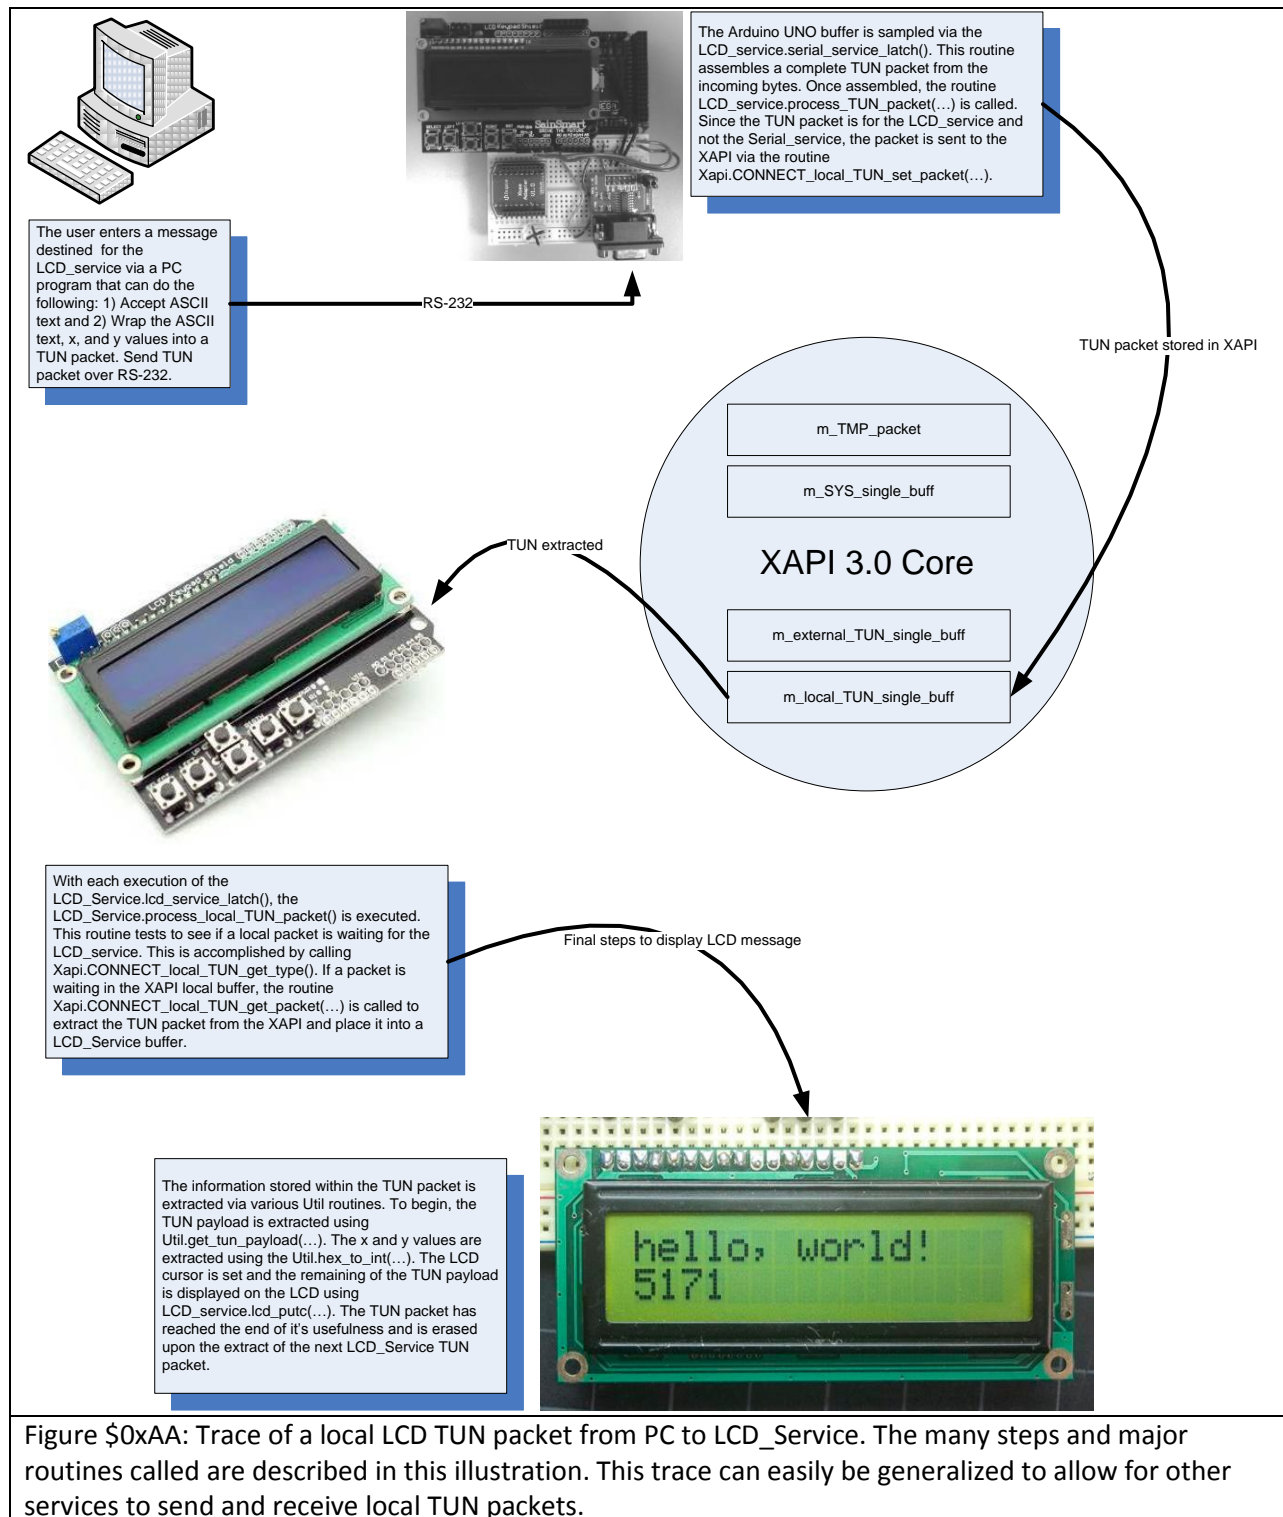 The Arduino UNO buffer is sampled via the
LCD_service.serial_service_latch(). This routine
assembles a complete TUN packet from the
incoming bytes. Once assembled, the routine
LCD_service.process_TUN_packet(…) is called.
Since the TUN packet is for the LCD_service and
not the Serial_service, the packet is sent to the
XAPI via the routine
Xapi.CONNECT_local_TUN_set_packet(…).
LCD Keypad Shield
SainSmart
The user enters a message
destined  for the
LCD_service via a PC
program that can do the
following: 1) Accept ASCII
text and 2) Wrap the ASCII
text, x, and y values into a
TUN packet. Send TUN
packet over RS-232.
RS-232
TUN packet stored in XAPI
m_TMP_packet
m_SYS_single_buff
XAPI 3.0 Core
m_external_TUN_single_buff
m_local_TUN_single_buff
TUN extracted
LCD Keypad Shield
With each execution of the
LCD_Service.lcd_service_latch(), the
LCD_Service.process_local_TUN_packet() is executed.
This routine tests to see if a local packet is waiting for the
LCD_service. This is accomplished by calling
Xapi.CONNECT_local_TUN_get_type(). If a packet is
waiting in the XAPI local buffer, the routine
Xapi.CONNECT_local_TUN_get_packet(…) is called to
extract the TUN packet from the XAPI and place it into a
LCD_Service buffer.
Final steps to display LCD message
The information stored within the TUN packet is
extracted via various Util routines. To begin, the
TUN payload is extracted using
Util.get_tun_payload(…). The x and y values are
extracted using the Util.hex_to_int(…). The LCD
cursor is set and the remaining of the TUN payload
is displayed on the LCD using
LCD_service.lcd_putc(…). The TUN packet has
reached the end of it's usefulness and is erased
upon the extract of the next LCD_Service TUN
packet.
hello, world!
5171
Figure $0xAA: Trace of a local LCD TUN packet from PC to LCD_Service. The many steps and major
routines called are described in this illustration. This trace can easily be generalized to allow for other
services to send and receive local TUN packets.